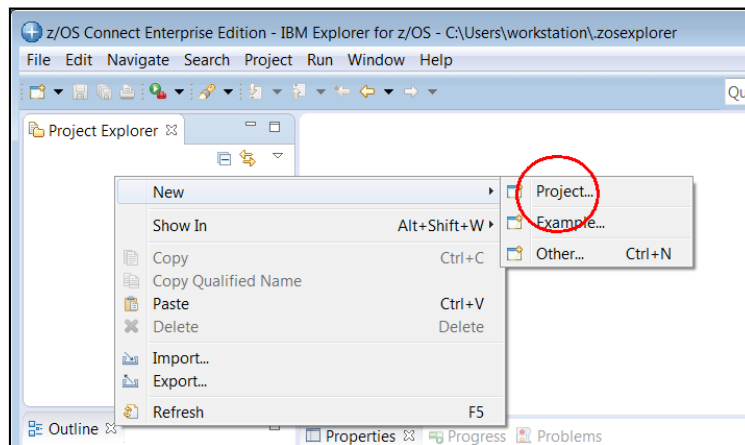 z/OS Connect Enterprise Edition - IBM Explorer for z/OS - C:\Users\workstation\.zosexplorer
File Edit Navigate Search Project Run Window Help
Qu
Project Explorer
New
Project...
Example...
Other... Ctrl+N
Show In Alt+Shift+W
Copy Ctrl+C
Copy Qualified Name
Paste Ctrl+V
Delete Delete
Import...
Export...
Refresh F5
Outline
Properties Progress Problems